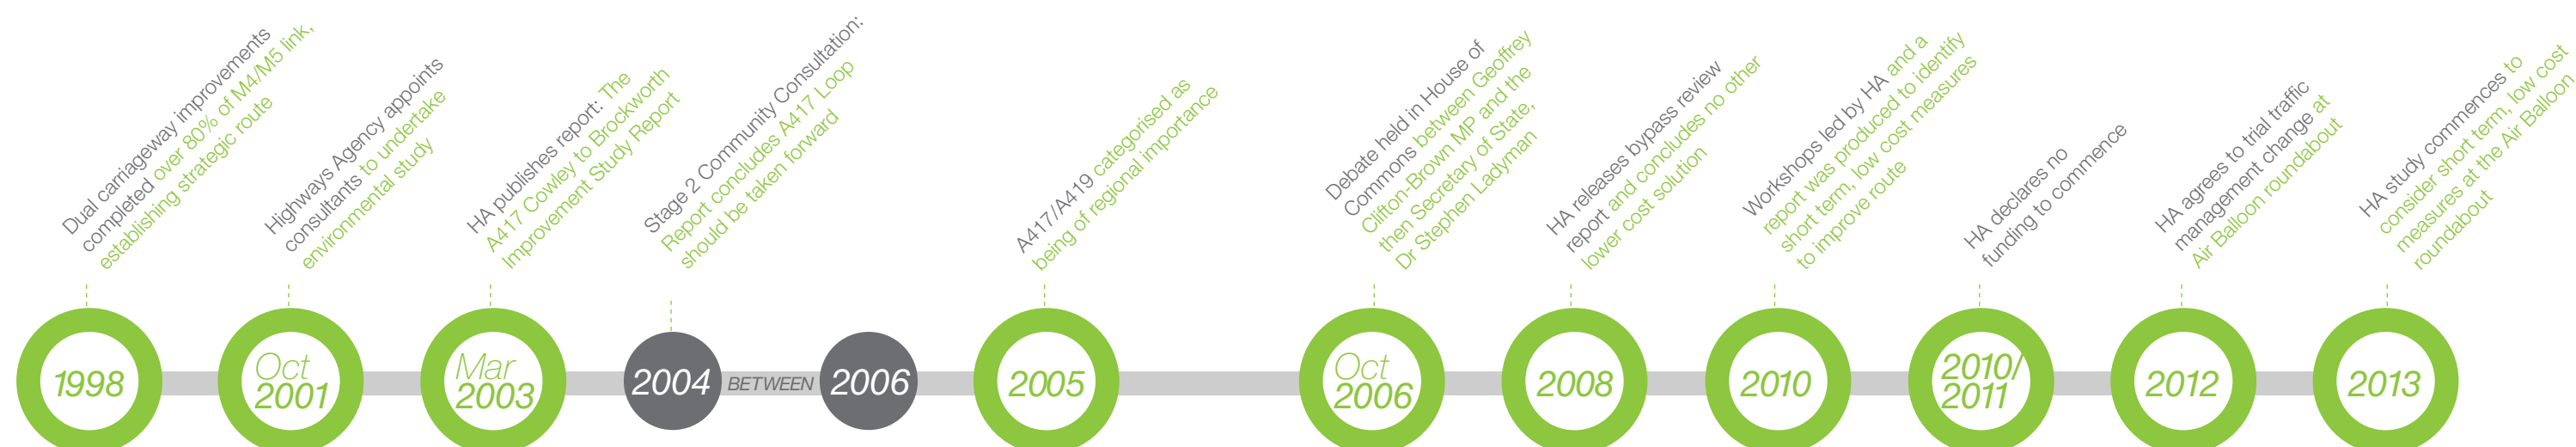 Dual carriageway improvements
completed over 80% of M4/M5 link,
establishing strategic route
1998
Highways Agency appoints
consultants to undertake
environmental study
Oct
2001
HA publishes report: The
A417 Cowley to Brockworth
Improvement Study Report
Mar
2003
Stage 2 Community Consultation:
Report concludes A417 Loop
should be taken forward
2004 BETWEEN 2006
A417/A419 categorised as
being of regional importance
2005
Debate held in House of
Commons between Geoffrey
Clifton-Brown MP and the
then Secretary of State,
Dr Stephen Ladyman
Oct
2006
HA releases bypass review
report and concludes no other
lower cost solution
2008
Workshops led by HA and a
report was produced to identify
short term, low cost measures
to improve route
2010
HA declares no
funding to commence
2010/
2011
HA agrees to trial traffic
management change at
Air Balloon roundabout
2012
HA study commences to
consider short term, low cost
measures at the Air Balloon
roundabout
2013